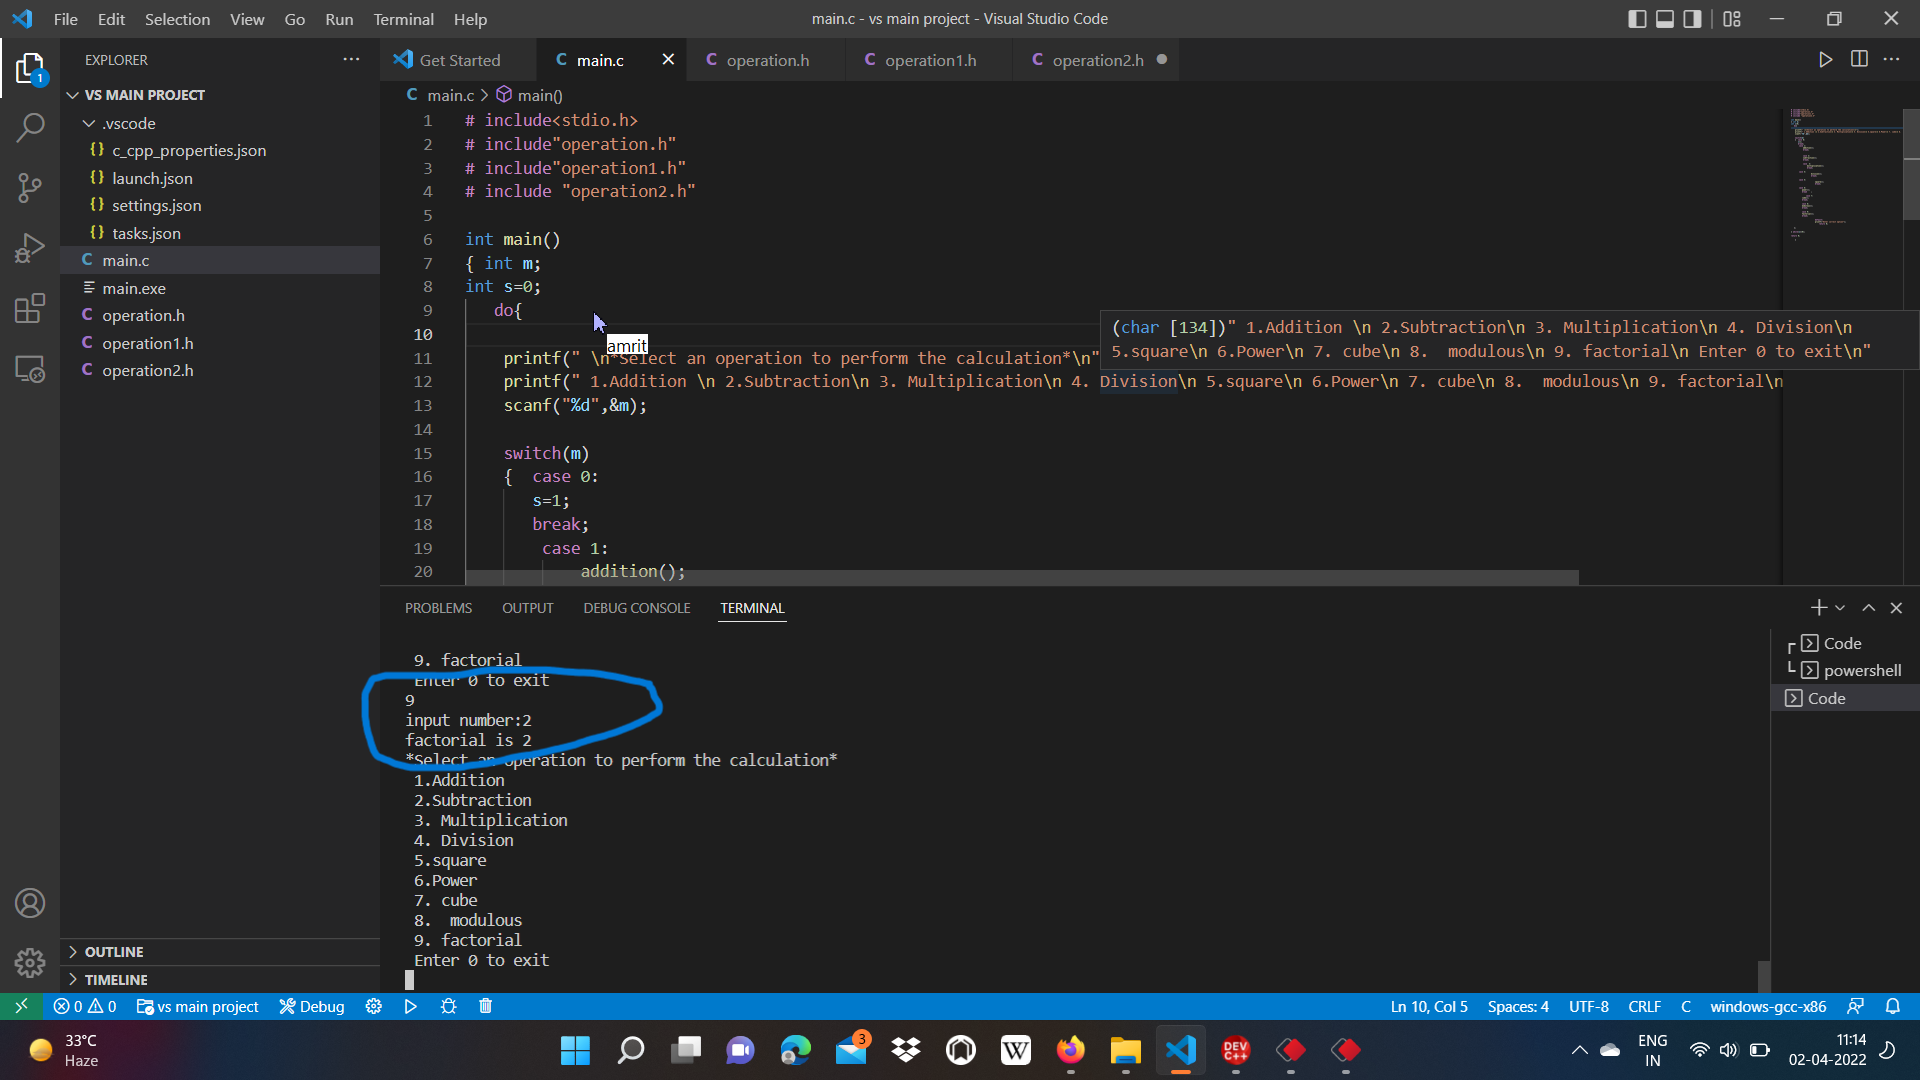 File Edit Selection View Go Run Terminal Help
main.c - vs main project - Visual Studio Code
EXPLORER
Get Started
main.c
operation.h
operation1.h
operation2.h
1
VS MAIN PROJECT
main.c > main()
.vscode
c_cpp_properties.json
launch.json
settings.json
tasks.json
main.c
main.exe
operation.h
operation1.h
operation2.h
1 # include<stdio.h>
2 # include"operation.h"
3 # include"operation1.h"
4 # include "operation2.h"
5
6 int main()
7 { int m;
8 int s=0;
9 do{
10
amrit
11 printf(" \n*Select an operation to perform the calculation*\n"
12 printf(" 1.Addition \n 2.Subtraction\n 3. Multiplication\n 4. Division\n 5.square\n 6.Power\n 7. cube\n 8.  modulous\n 9. factorial\n
13 scanf("%d",&m);
14
15 switch(m)
16 {  case 0:
17 s=1;
18 break;
19 case 1:
20 addition();
(char [134])" 1.Addition \n 2.Subtraction\n 3. Multiplication\n 4. Division\n
5.square\n 6.Power\n 7. cube\n 8.  modulous\n 9. factorial\n Enter 0 to exit\n"
PROBLEMS OUTPUT DEBUG CONSOLE TERMINAL
9. factorial
Enter 0 to exit
9
input number:2
factorial is 2
*Select an operation to perform the calculation*
1.Addition
2.Subtraction
3. Multiplication
4. Division
5.square
6.Power
7. cube
8.  modulous
9. factorial
Enter 0 to exit
Code
powershell
Code
OUTLINE
TIMELINE
0 0 vs main project Debug
Ln 10, Col 5 Spaces: 4 UTF-8 CRLF C windows-gcc-x86
33°C
Haze
3
W
DEV
C++
ENG
IN
11:14
02-04-2022